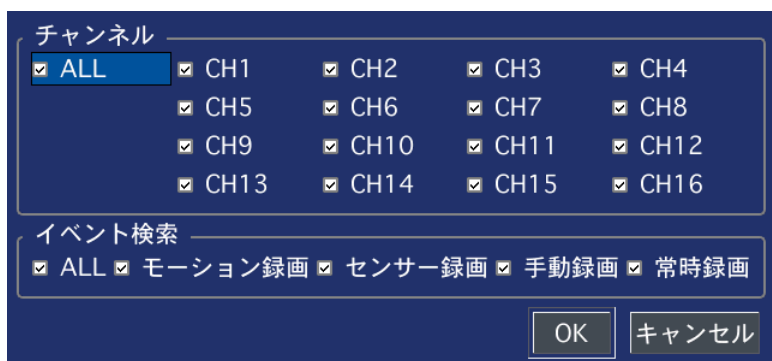 チャンネル
ALL CH1 CH2 CH3 CH4
CH5 CH6 CH7 CH8
CH9 CH10 CH11 CH12
CH13 CH14 CH15 CH16
イベント検索
ALL モーション録画 センサー録画 手動録画 常時録画
OK キャンセル